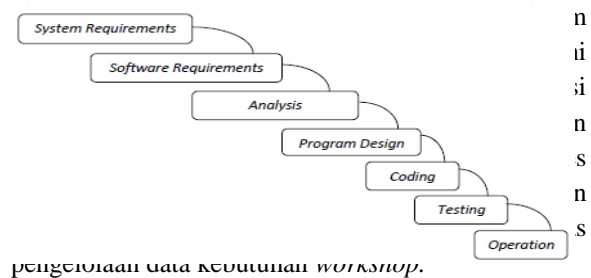 System Requirements
Software Requirements
Analysis
Program Design
Coding
Testing
Operation
pengelolaan data kebutuhan workshop.